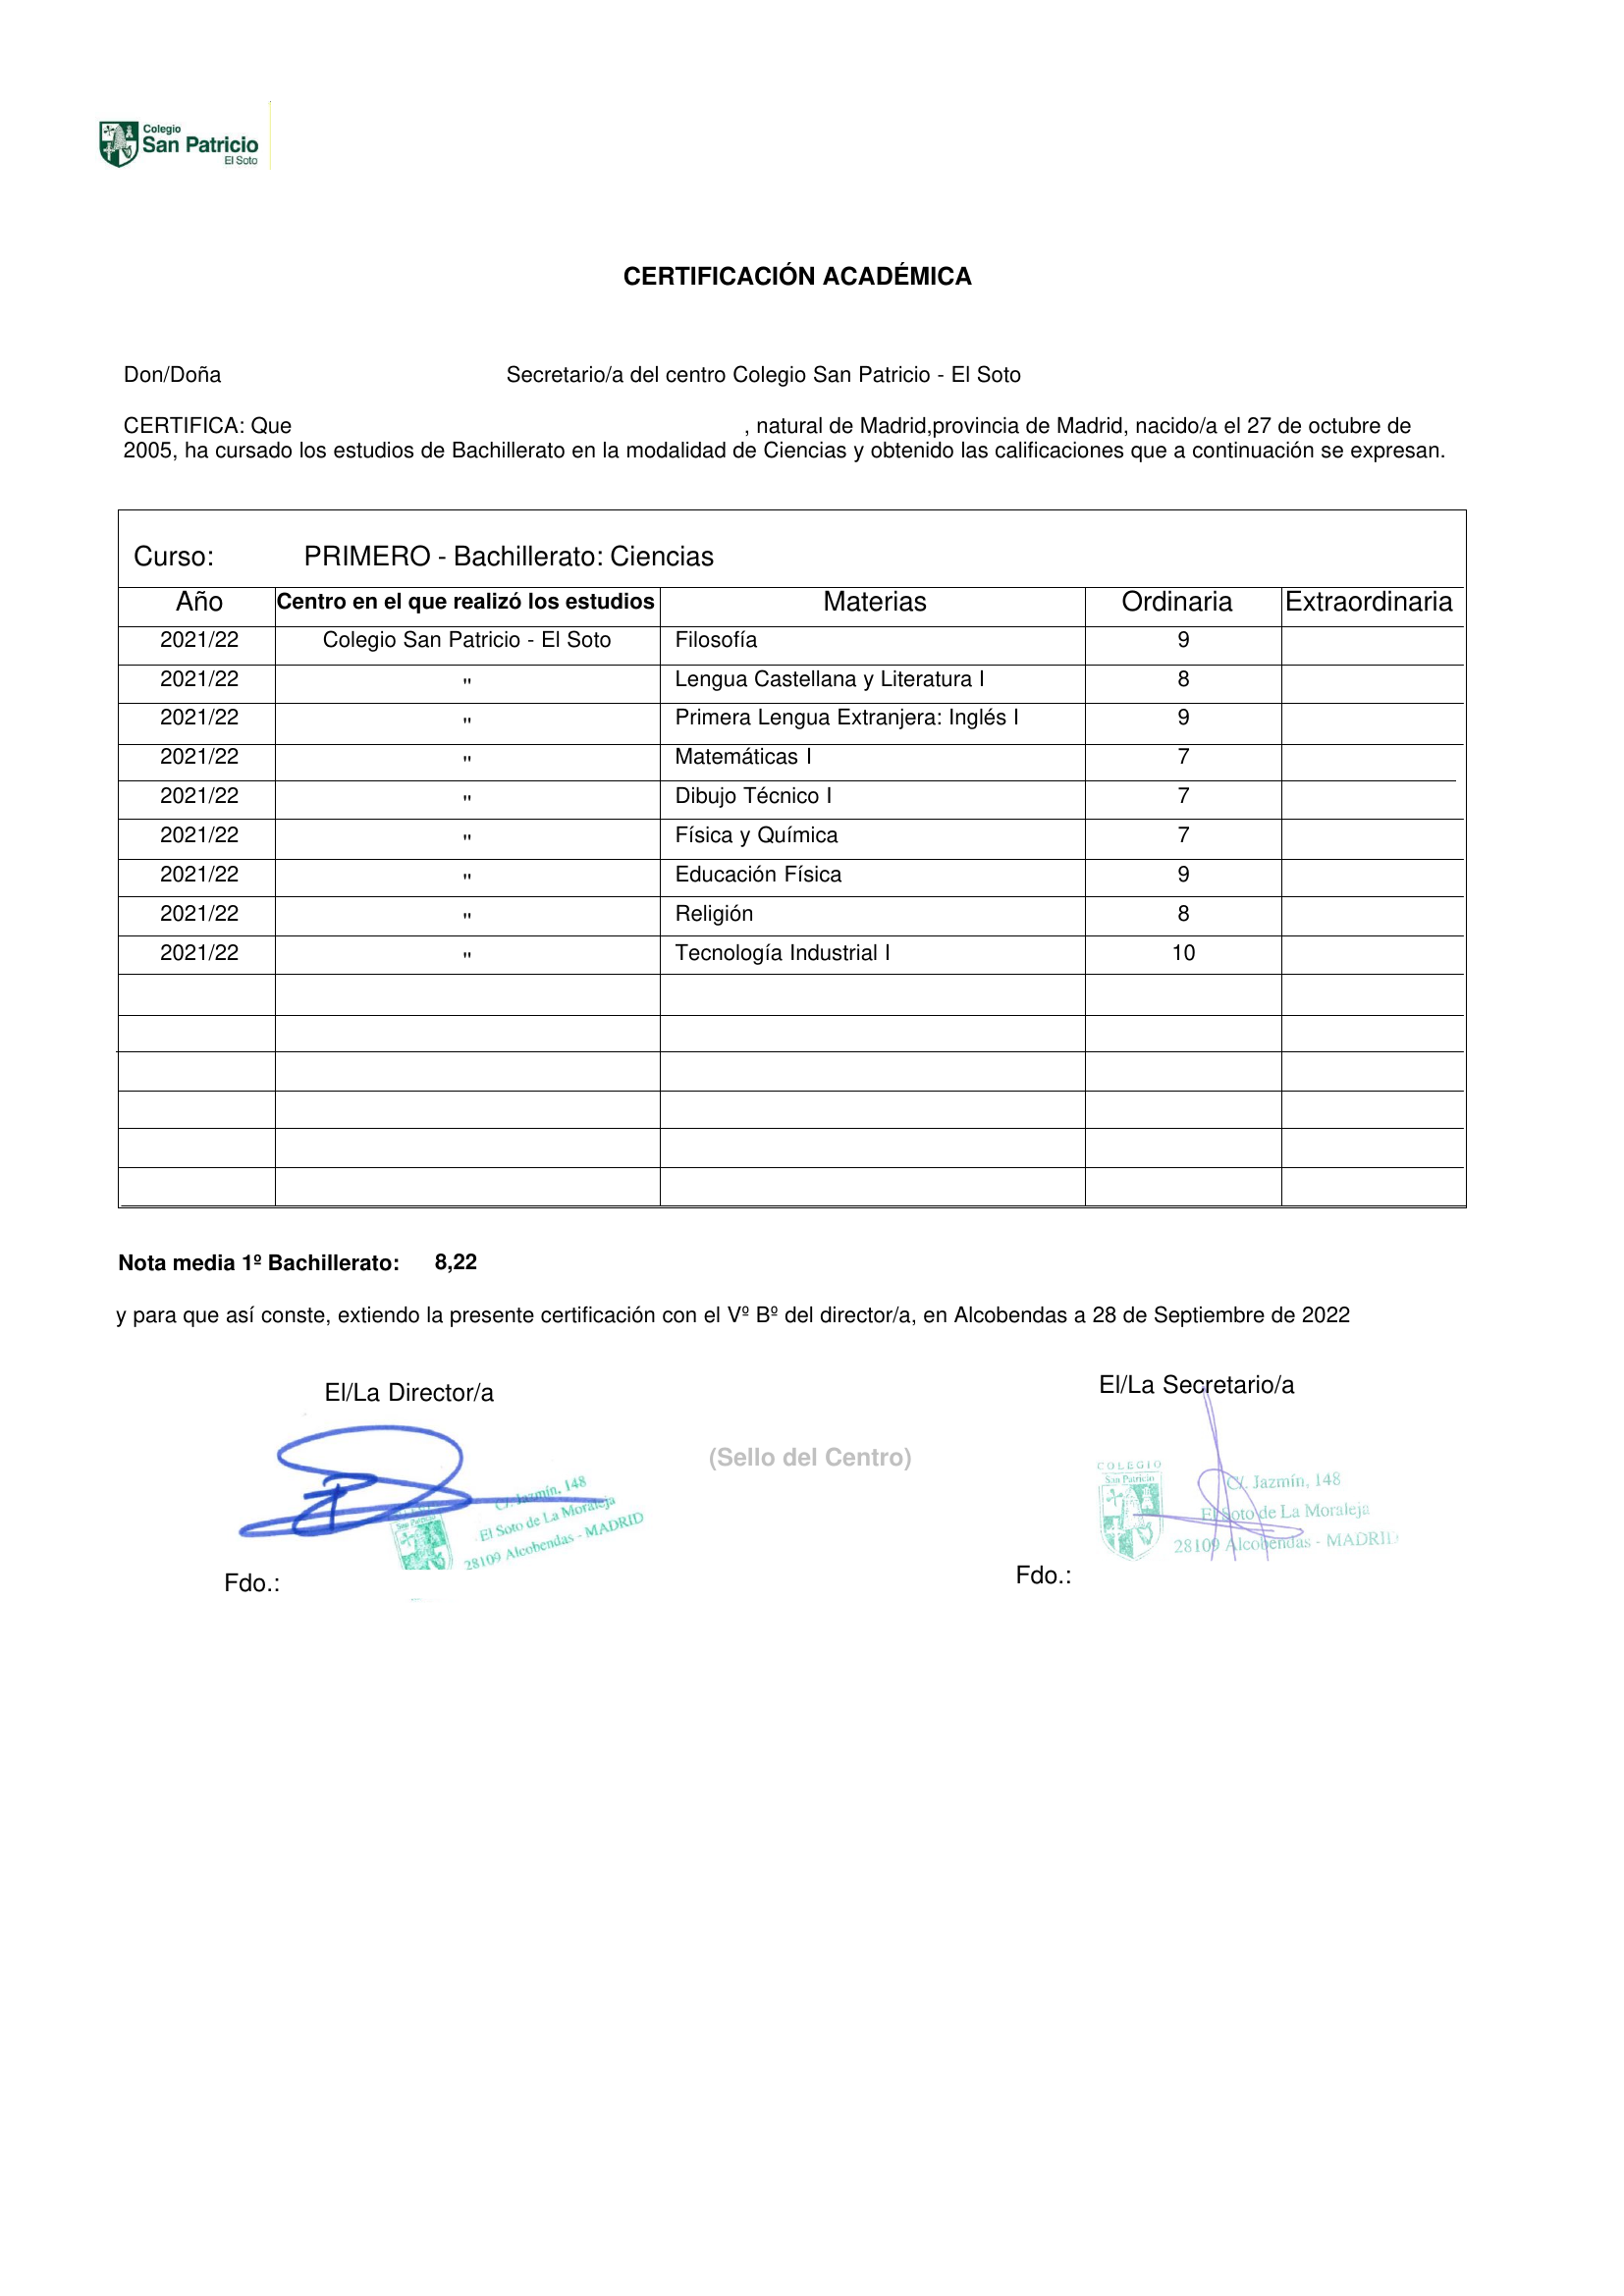 Colegio
San Patricio
El Soto
CERTIFICACIÓN ACADÉMICA
Don/Doña Secretario/a del centro Colegio San Patricio - El Soto
CERTIFICA: Que , natural de Madrid,provincia de Madrid, nacido/a el 27 de octubre de
2005, ha cursado los estudios de Bachillerato en la modalidad de Ciencias y obtenido las calificaciones que a continuación se expresan.
Curso: PRIMERO - Bachillerato: Ciencias
Año Centro en el que realizó los estudios Materias Ordinaria Extraordinaria
2021/22 Colegio San Patricio - El Soto Filosofía 9
2021/22 " Lengua Castellana y Literatura I 8
2021/22 " Primera Lengua Extranjera: Inglés I 9
2021/22 " Matemáticas I 7
2021/22 " Dibujo Técnico I 7
2021/22 " Física y Química 7
2021/22 " Educación Física 9
2021/22 " Religión 8
2021/22 " Tecnología Industrial I 10
Nota media 1º Bachillerato: 8,22
y para que así conste, extiendo la presente certificación con el Vº Bº del director/a, en Alcobendas a 28 de Septiembre de 2022
El/La Director/a
El/La Secretario/a
(Sello del Centro)
C/. Jazmín, 148
El Soto de La Moraleja
28109 Alcobendas - MADRID
COLEGIO
San Patricio
C/. Jazmín, 148
El Soto de La Moraleja
28109 Alcobendas - MADRID
Fdo.:
Fdo.: